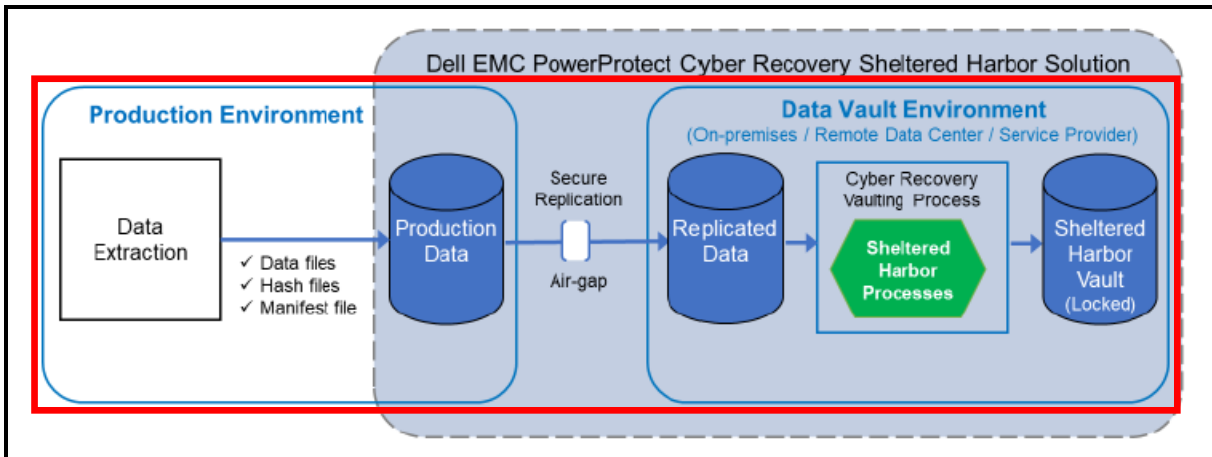 Dell EMC PowerProtect Cyber Recovery Sheltered Harbor Solution
Production Environment
Data
Extraction
✓ Data files
✓ Hash files
✓ Manifest file
Production
Data
Secure
Replication
Air-gap
Data Vault Environment
(On-premises / Remote Data Center / Service Provider)
Replicated
Data
Cyber Recovery
Vaulting Process
Sheltered
Harbor
Processes
Sheltered
Harbor
Vault
(Locked)